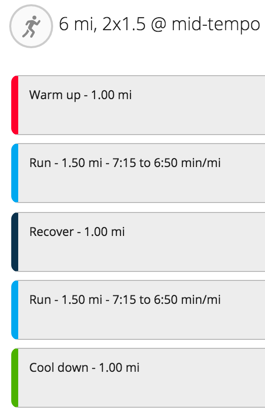 6 mi, 2x1.5 @ mid-tempo
Warm up - 1.00 mi
Run - 1.50 mi - 7:15 to 6:50 min/mi
Recover - 1.00 mi
Run - 1.50 mi - 7:15 to 6:50 min/mi
Cool down - 1.00 mi